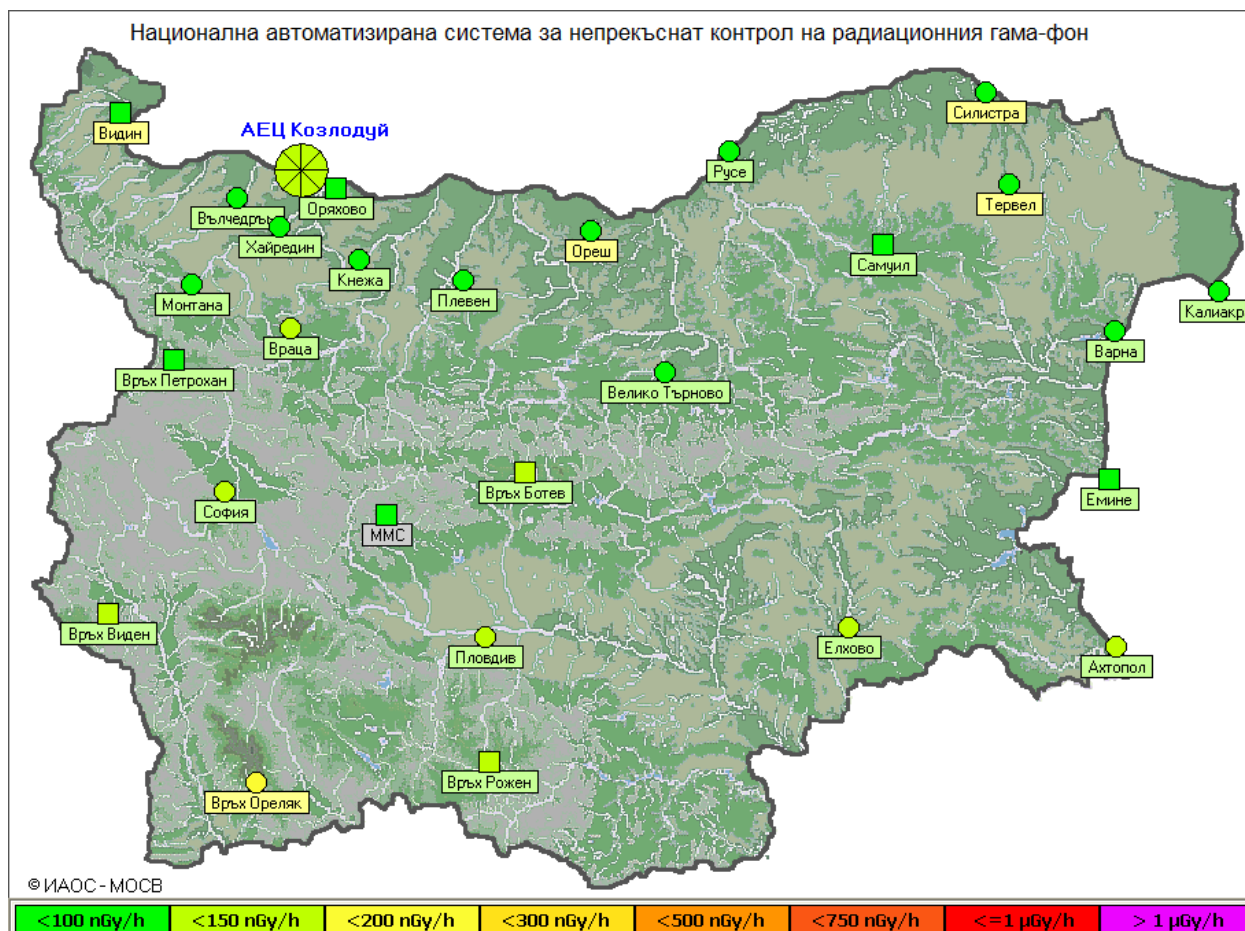 Национална автоматизирана система за непрекъснат контрол на радиационния гама-фон
Силистра
Видин
АЕЦ Козлодуй
Русе
Тервел
Оряхово
Вълчедръм
Хайредин
Ореш
Самуил
Кнежа
Плевен
Монтана
Калиакр
Враца
Варна
Връх Петрохан
Велико Търново
Връх Ботев
Емине
София
ММС
Връх Виден
Пловдив
Елхово
Ахтопол
Връх Рожен
Връх Ореляк
© ИАОС - МОСВ
<100 nGy/h <150 nGy/h <200 nGy/h <300 nGy/h <500 nGy/h <750 nGy/h <=1 µGy/h > 1 µGy/h